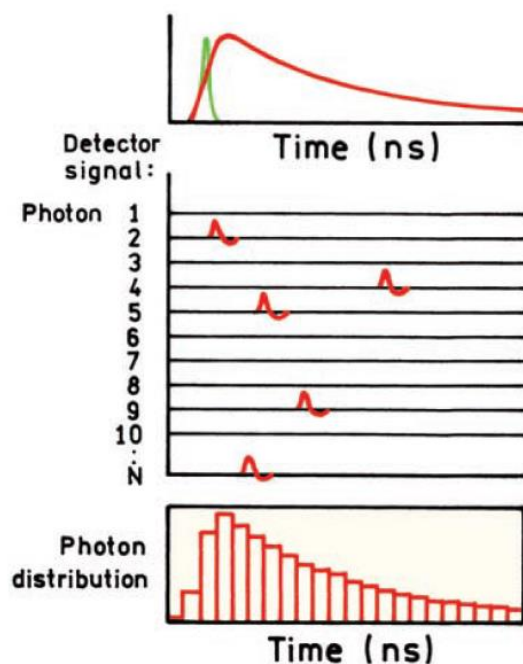 Time (ns)
Detector
signal:
Photon 1
2
3
4
5
6
7
8
9
10
:
N
Photon
distribution
Time (ns)